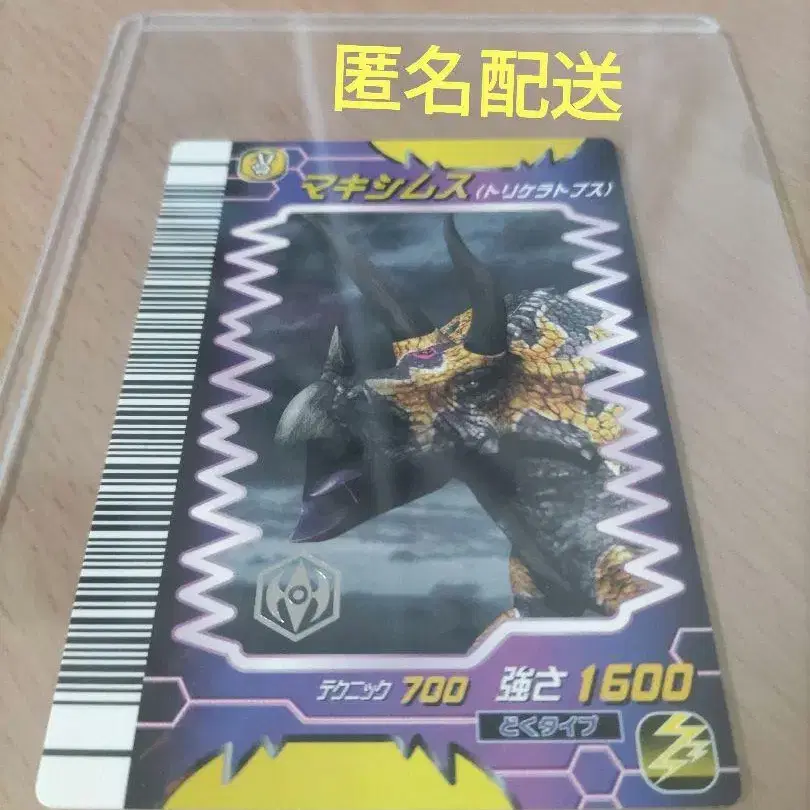 匿名配送
マキシムス(トリケラトプス)
テクニック 700 強さ 1600
どくタイプ